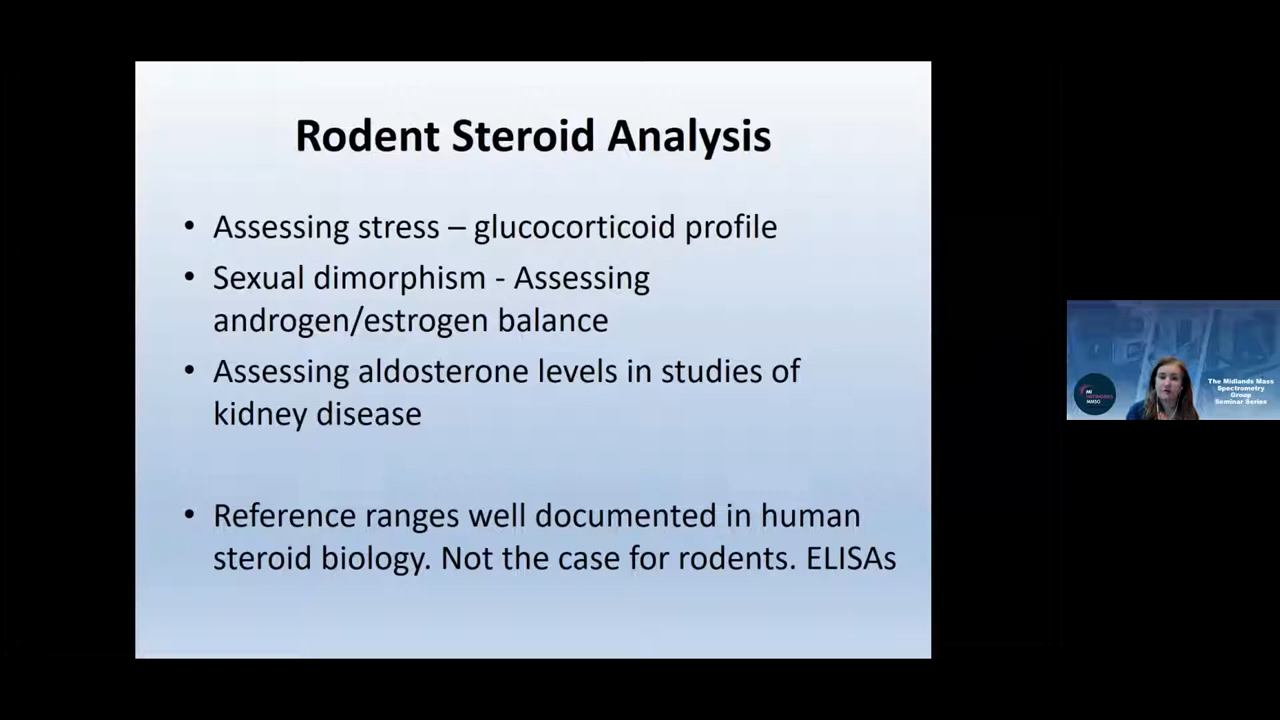 Rodent Steroid Analysis
• Assessing stress – glucocorticoid profile
• Sexual dimorphism - Assessing
androgen/estrogen balance
• Assessing aldosterone levels in studies of
kidney disease
• Reference ranges well documented in human
steroid biology. Not the case for rodents. ELISAs
The Midlands Mass
Spectrometry
Group
Seminar Series
MMSG